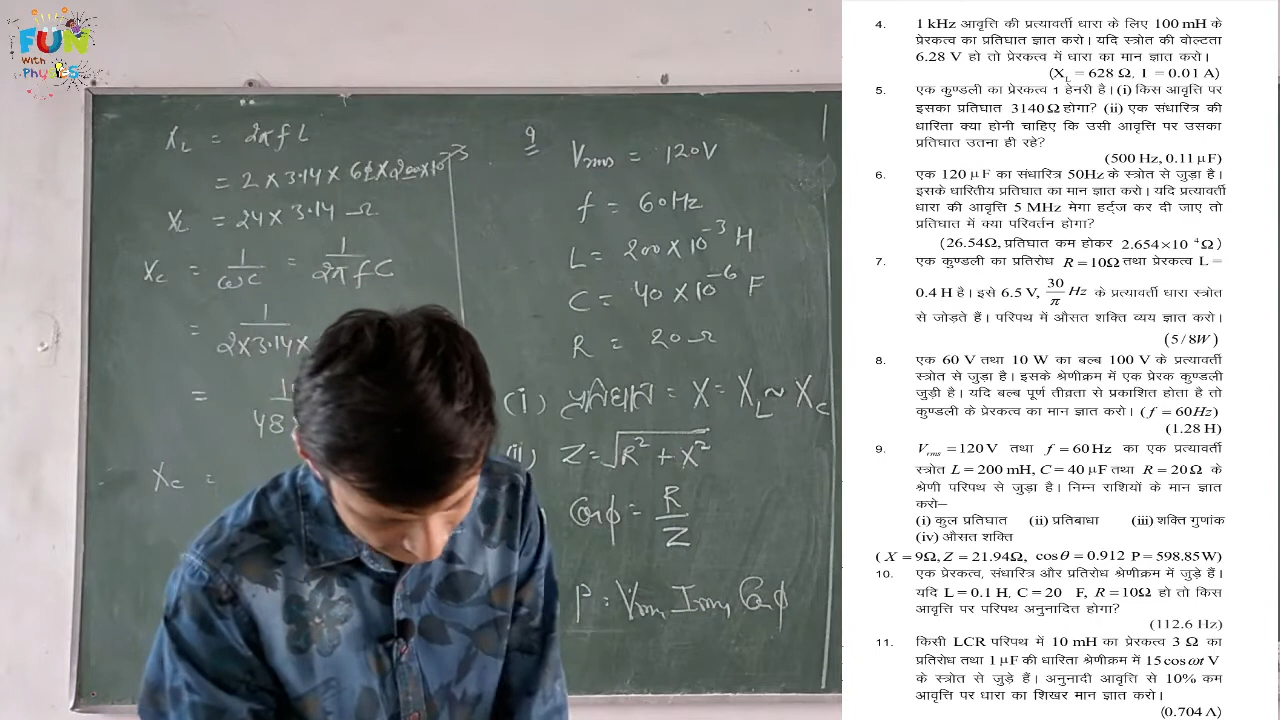 FUN
With
Physics
X_L = 2πfL
= 2 × 3.14 × 60 × 200 × 10⁻³
X_L = 24 × 3.14 Ω
X_C = 1/ωC = 1/2πfC
= 1/2×3.14×
=
48
X_C =
9
Vrms = 120V
f = 60Hz
L = 200 × 10⁻³ H
C = 40 × 10⁻⁶ F
R = 20 Ω
(i) प्रतिघात = X = X_L ~ X_C
(ii) Z = √R² + X²
Cosϕ = R/Z
P = Vrms Irms Cosϕ
4. 1 kHz आवृत्ति की प्रत्यावर्ती धारा के लिए 100 mH के
प्रेरकत्व का प्रतिघात ज्ञात करो। यदि स्त्रोत की वोल्टता
6.28 V हो तो प्रेरकत्व में धारा का मान ज्ञात करो।
(X_L = 628 Ω, I = 0.01 A)
5. एक कुण्डली का प्रेरकत्व 1 हेनरी है। (i) किस आवृत्ति पर
इसका प्रतिघात 3140 Ω होगा? (ii) एक संधारित्र की
धारिता क्या होनी चाहिए कि उसी आवृत्ति पर उसका
प्रतिघात उतना ही रहे?
(500 Hz, 0.11 μF)
6. एक 120 μF का संधारित्र 50Hz के स्त्रोत से जुड़ा है।
इसके धारितीय प्रतिघात का मान ज्ञात करो। यदि प्रत्यावर्ती
धारा की आवृत्ति 5 MHz मेगा हर्ट्ज कर दी जाए तो
प्रतिघात में क्या परिवर्तन होगा?
(26.54Ω, प्रतिघात कम होकर 2.654×10 ⁴Ω)
7. एक कुण्डली का प्रतिरोध R = 10Ω तथा प्रेरकत्व L =
0.4 H है। इसे 6.5 V, 30/π Hz के प्रत्यावर्ती धारा स्त्रोत
से जोड़ते हैं। परिपथ में औसत शक्ति व्यय ज्ञात करो।
(5/8W)
8. एक 60 V तथा 10 W का बल्ब 100 V के प्रत्यावर्ती
स्त्रोत से जुड़ा है। इसके श्रेणीक्रम में एक प्रेरक कुण्डली
जुड़ी है। यदि बल्ब पूर्ण तीव्रता से प्रकाशित होता है तो
कुण्डली के प्रेरकत्व का मान ज्ञात करो। (f = 60Hz)
(1.28 H)
9. V_rms = 120 V तथा f = 60 Hz का एक प्रत्यावर्ती
स्त्रोत L = 200 mH, C = 40 μF तथा R = 20 Ω के
श्रेणी परिपथ से जुड़ा है। निम्न राशियों के मान ज्ञात
करो–
(i) कुल प्रतिघात (ii) प्रतिबाधा (iii) शक्ति गुणांक
(iv) औसत शक्ति
( X = 9Ω, Z = 21.94Ω, cosθ = 0.912 P = 598.85W)
10. एक प्रेरकत्व, संधारित्र और प्रतिरोध श्रेणीक्रम में जुड़े हैं।
यदि L = 0.1 H, C = 20 F, R = 10Ω हो तो किस
आवृत्ति पर परिपथ अनुनादित होगा?
(112.6 Hz)
11. किसी LCR परिपथ में 10 mH का प्रेरकत्व 3 Ω का
प्रतिरोध तथा 1 μF की धारिता श्रेणीक्रम में 15 cos ωt V
के स्त्रोत से जुड़े हैं। अनुनादी आवृत्ति से 10% कम
आवृत्ति पर धारा का शिखर मान ज्ञात करो।
(0.704 A)